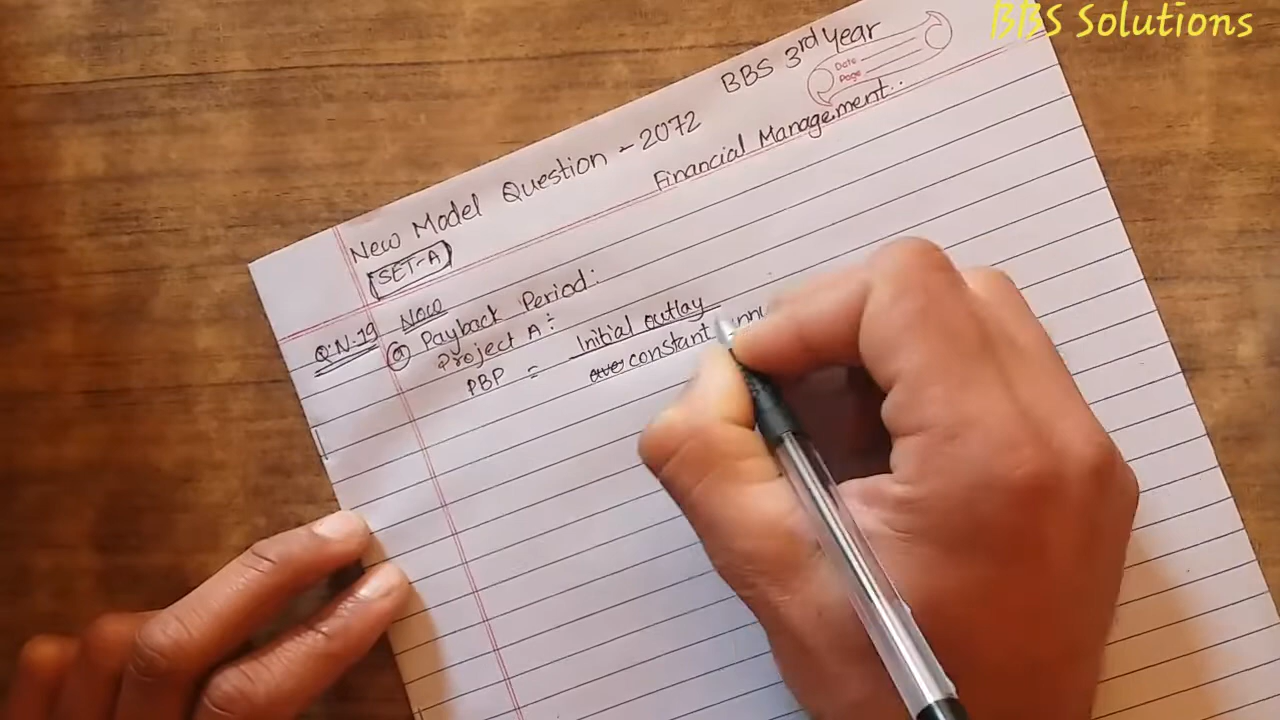 BBS Solutions
BBS 3rd Year
Date
Page
New Model Question - 2072
Financial Management..
SET-A
Q.N.19 Now
a Payback Period:
Project A:
PBP = Initial outlay
constant